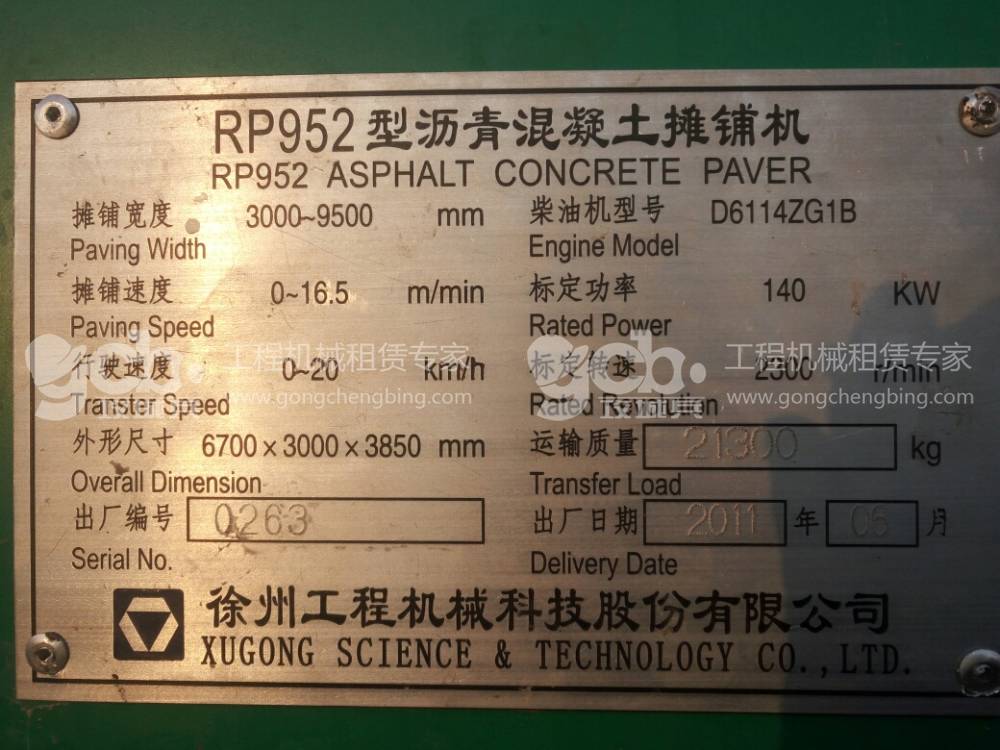 RP952型沥青混凝土摊铺机
RP952 ASPHALT CONCRETE PAVER
摊铺宽度 3000~9500 mm
Paving Width
摊铺速度 0~16.5 m/min
Paving Speed
行驶速度 0~20 km/h
Transter Speed
外形尺寸 6700×3000×3850 mm
Overall Dimension
出厂编号 0263
Serial No.
柴油机型号 D6114ZG1B
Engine Model
标定功率 140 KW
Rated Power
标定转速 2300 r/min
Rated Revolution
运输质量 21300 kg
Transfer Load
出厂日期 2011 年 月
Delivery Date
徐州工程机械科技股份有限公司
XUGONG SCIENCE & TECHNOLOGY CO.,LTD.
gcb. 工程机械租赁专家
www.gongchengbing.com
gcb. 工程机械租赁专家
www.gongchengbing.com